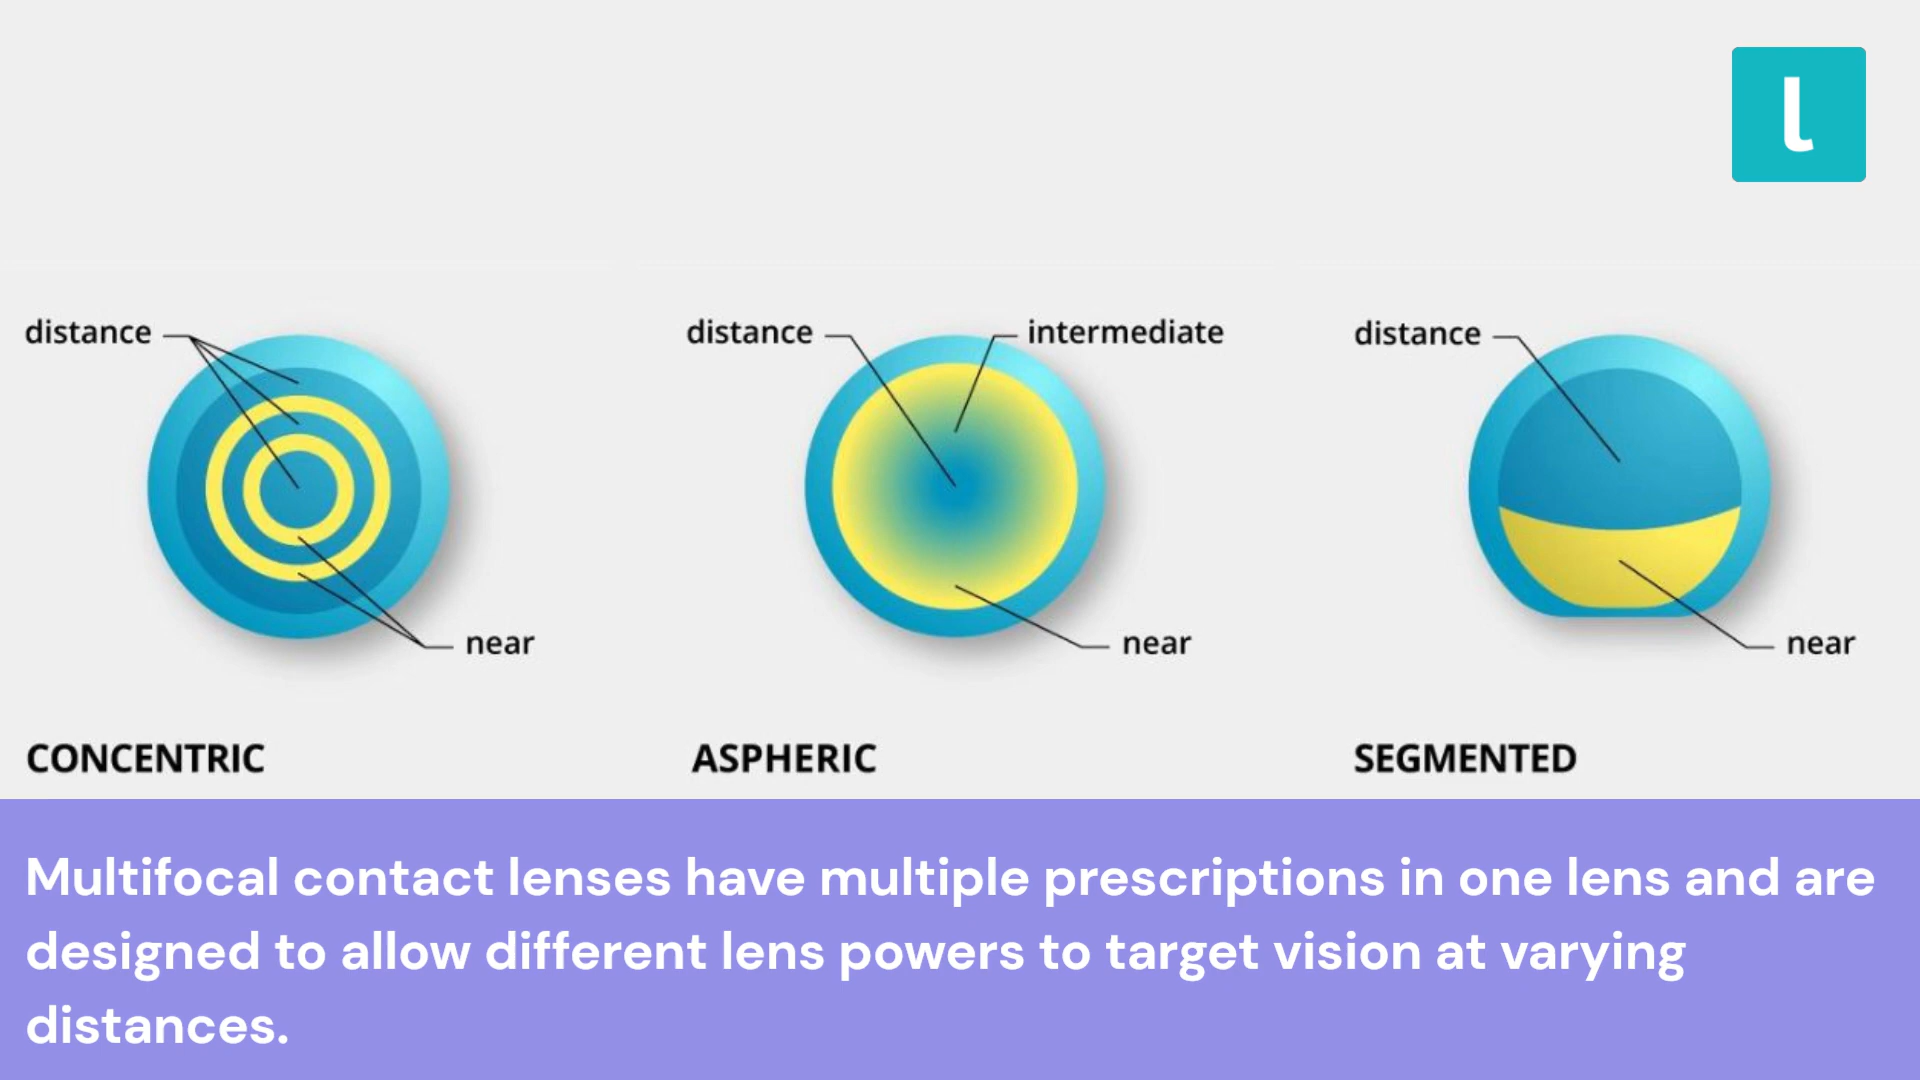 l
distance
near
CONCENTRIC
distance
intermediate
near
ASPHERIC
distance
near
SEGMENTED
Multifocal contact lenses have multiple prescriptions in one lens and are
designed to allow different lens powers to target vision at varying
distances.